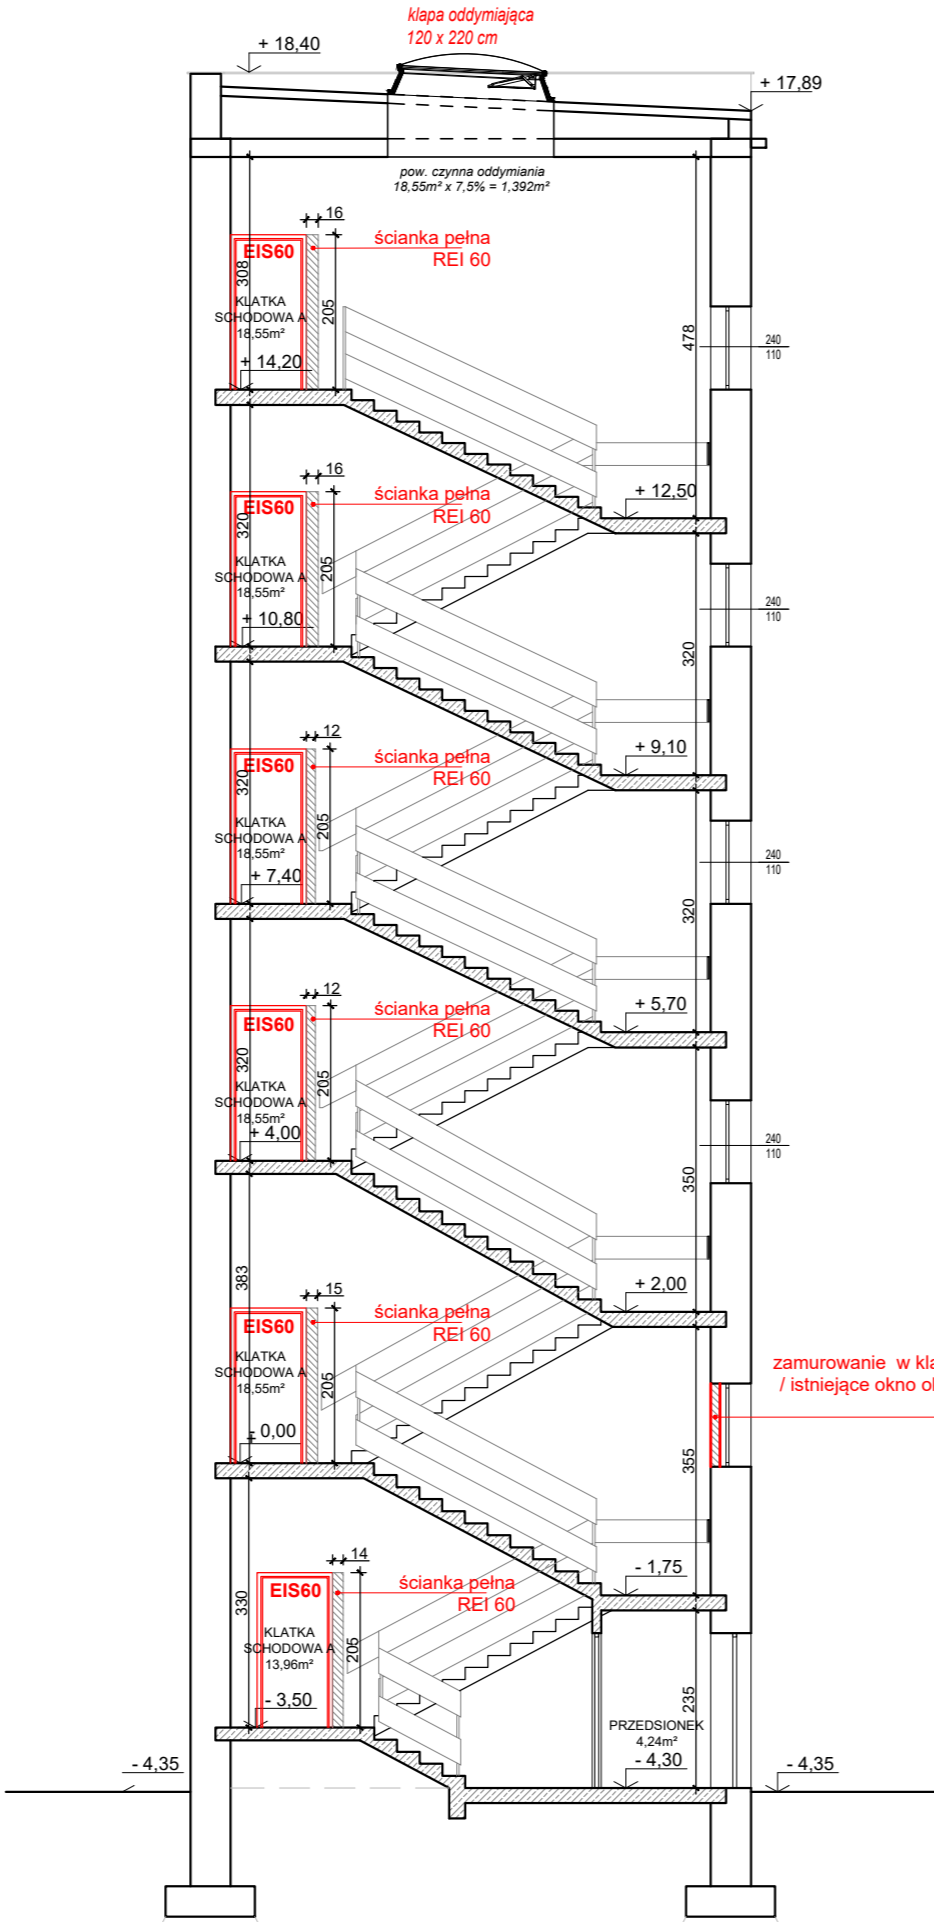 klapa oddymiająca
120 x 220 cm
+ 18,40
+ 17,89
pow. czynna oddymiania
18,55m² x 7,5% = 1,392m²
16
ścianka pełna
REI 60
EIS60
308
KLATKA
SCHODOWA A
18,55m²
205
478
240
110
+ 14,20
16
ścianka pełna
REI 60
+ 12,50
EIS60
320
KLATKA
SCHODOWA A
18,55m²
205
240
110
+ 10,80
320
12
ścianka pełna
REI 60
+ 9,10
EIS60
320
KLATKA
SCHODOWA A
18,55m²
205
240
110
+ 7,40
320
12
ścianka pełna
REI 60
+ 5,70
EIS60
320
KLATKA
SCHODOWA A
18,55m²
205
240
110
+ 4,00
350
383
15
ścianka pełna
REI 60
+ 2,00
EIS60
KLATKA
SCHODOWA A
18,55m²
205
zamurowanie w kla
/ istniejące okno ok
+- 0,00
355
14
ścianka pełna
REI 60
- 1,75
EIS60
330
KLATKA
SCHODOWA A
13,96m²
205
- 3,50
235
PRZEDSIONEK
4,24m²
- 4,30
- 4,35
- 4,35